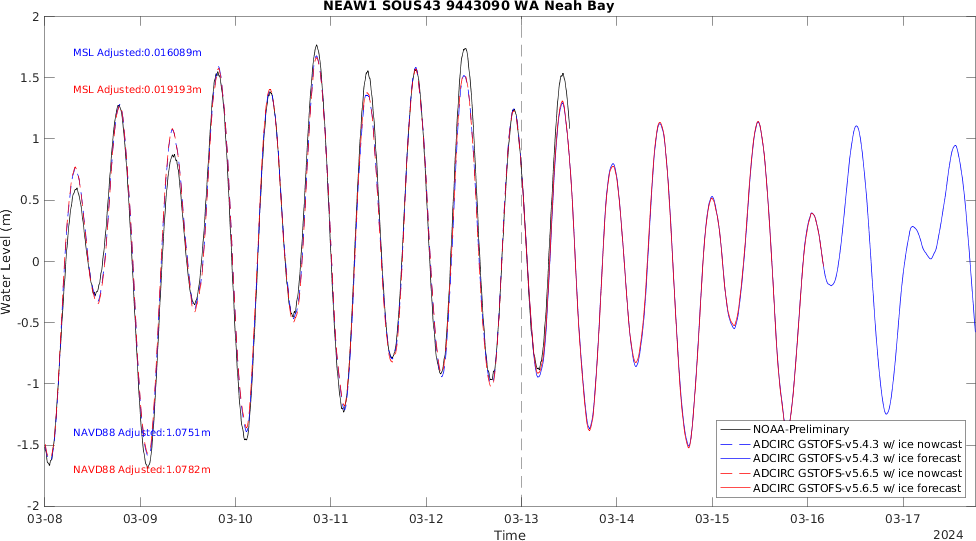 NEAW1 SOUS43 9443090 WA Neah Bay
2
1.5
1
0.5
0
-0.5
-1
-1.5
-2
Water Level (m)
MSL Adjusted:0.016089m
MSL Adjusted:0.019193m
NAVD88 Adjusted:1.0751m
NAVD88 Adjusted:1.0782m
NOAA-Preliminary
ADCIRC GSTOFS-v5.4.3 w/ ice nowcast
ADCIRC GSTOFS-v5.4.3 w/ ice forecast
ADCIRC GSTOFS-v5.6.5 w/ ice nowcast
ADCIRC GSTOFS-v5.6.5 w/ ice forecast
03-08 03-09 03-10 03-11 03-12 03-13 03-14 03-15 03-16 03-17
Time
2024